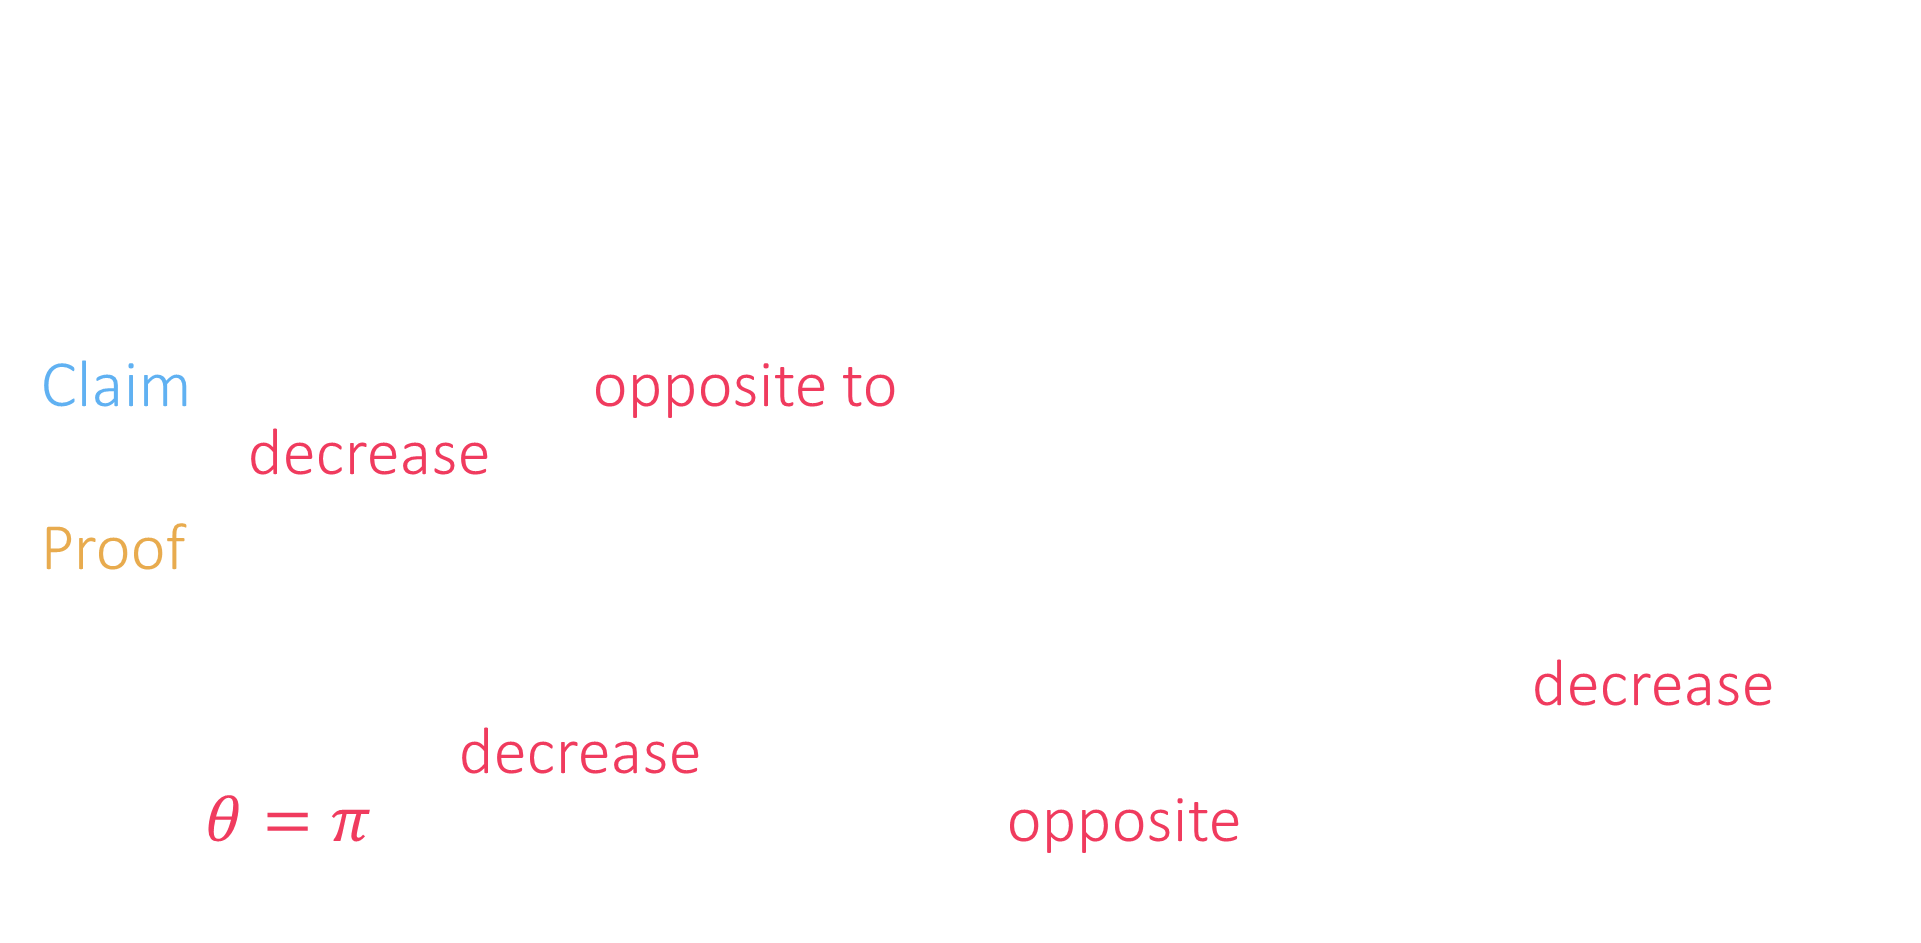 Claim opposite to
decrease
Proof
decrease
decrease
θ = π opposite